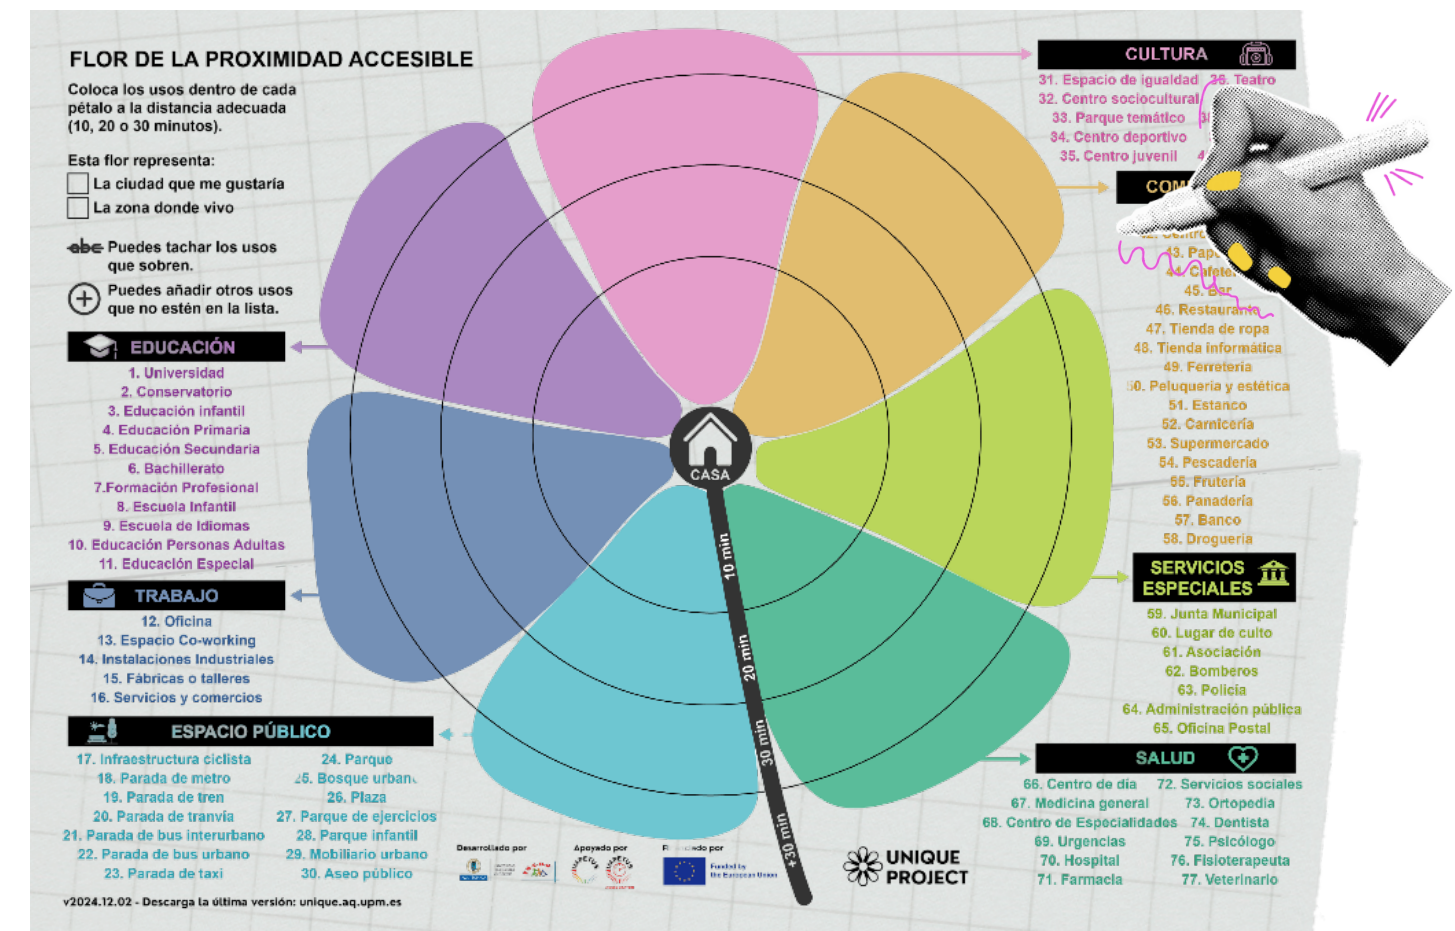 FLOR DE LA PROXIMIDAD ACCESIBLE
Coloca los usos dentro de cada
pétalo a la distancia adecuada
(10, 20 o 30 minutos).
Esta flor representa:
La ciudad que me gustaría
La zona donde vivo
abc Puedes tachar los usos
que sobren.
Puedes añadir otros usos
que no estén en la lista.
EDUCACIÓN
1. Universidad
2. Conservatorio
3. Educación infantil
4. Educación Primaria
5. Educación Secundaria
6. Bachillerato
7.Formación Profesional
8. Escuela Infantil
9. Escuela de Idiomas
10. Educación Personas Adultas
11. Educación Especial
TRABAJO
12. Oficina
13. Espacio Co-working
14. Instalaciones Industriales
15. Fábricas o talleres
16. Servicios y comercios
ESPACIO PÚBLICO
17. Infraestructura ciclista
18. Parada de metro
19. Parada de tren
20. Parada de tranvía
21. Parada de bus interurbano
22. Parada de bus urbano
23. Parada de taxi
24. Parque
25. Bosque urbano
26. Plaza
27. Parque de ejercicios
28. Parque infantil
29. Mobiliario urbano
30. Aseo público
v2024.12.02 - Descarga la última versión: unique.aq.upm.es
CASA
10 min
20 min
30 min
+30 min
Desarrollado por
Apoyado por
Funded by
the European Union
UNIQUE
PROJECT
CULTURA
31. Espacio de igualdad
32. Centro sociocultural
33. Parque temático
34. Centro deportivo
35. Centro juvenil
36. Teatro
43.
44.
45. Bar
46. Restaurante
47. Tienda de ropa
48. Tienda informática
49. Ferretería
50. Peluquería y estética
51. Estanco
52. Carnicería
53. Supermercado
54. Pescadería
55. Frutería
56. Panadería
57. Banco
58. Droguería
SERVICIOS
ESPECIALES
59. Junta Municipal
60. Lugar de culto
61. Asociación
62. Bomberos
63. Policía
64. Administración pública
65. Oficina Postal
SALUD
66. Centro de día
67. Medicina general
68. Centro de Especialidades
69. Urgencias
70. Hospital
71. Farmacia
72. Servicios sociales
73. Ortopedia
74. Dentista
75. Psicólogo
76. Fisioterapeuta
77. Veterinario